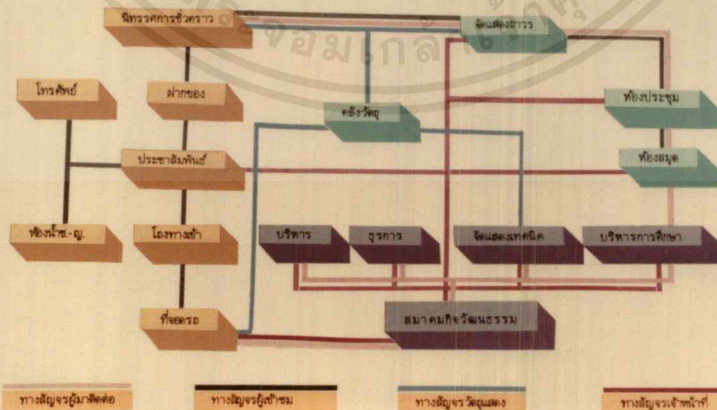 นิทรรศการชั่วคราว
จัดแสดงถาวร
โทรศัพย์
ฝากของ
คลังวัตถุ
ห้องประชุม
ประชาสัมพันธ์
ห้องสมุด
ห้องน้ำช.-ญ.
โถงทางเข้า
บริหาร
ธุรการ
จัดแสดงเทคนิค
บริหารการศึกษา
ที่จอดรถ
สมาคมกิจวัฒนธรรม
ทางสัญจรผู้มาติดต่อ
ทางสัญจรผู้เข้าชม
ทางสัญจรวัตถุแสดง
ทางสัญจรเจ้าหน้าที่